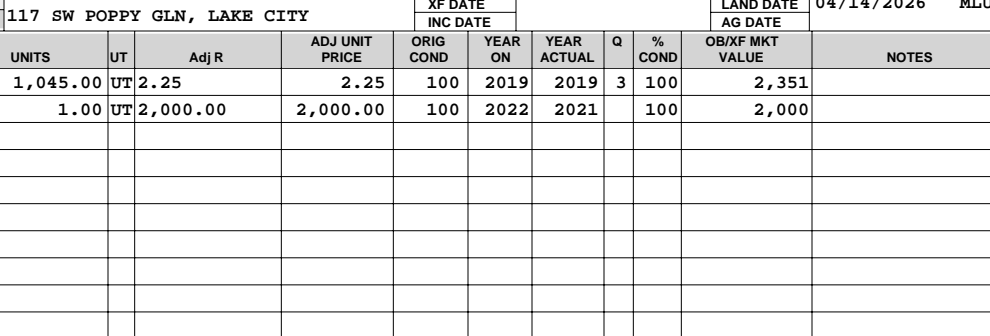 XF DATE LAND DATE 04/14/2026
117 SW POPPY GLN, LAKE CITY INC DATE AG DATE
UNITS UT Adj R ADJ UNIT PRICE ORIG COND YEAR ON YEAR ACTUAL Q % COND OB/XF MKT VALUE NOTES
1,045.00 UT 2.25 2.25 100 2019 2019 3 100 2,351
1.00 UT 2,000.00 2,000.00 100 2022 2021 100 2,000